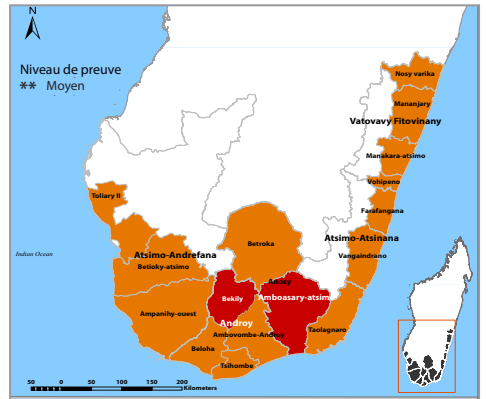 N
Niveau de preuve
** Moyen
Nosy varika
Mananjary
Vatovavy Fitovinany
Manakara-atsimo
Vohipeno
Toliary II
Farafangana
Atsimo-Atsinana
Betroka
Vangaindrano
Indian Ocean
Atsimo-Andrefana
Betioky-atsimo
Bekily
Amboasary-atsimo
Ampanihy-ouest
Androy
Taolagnaro
Ambovombe-Androy
Beloha
Tsihombe
50 0 50 100 150 200
Kilometers